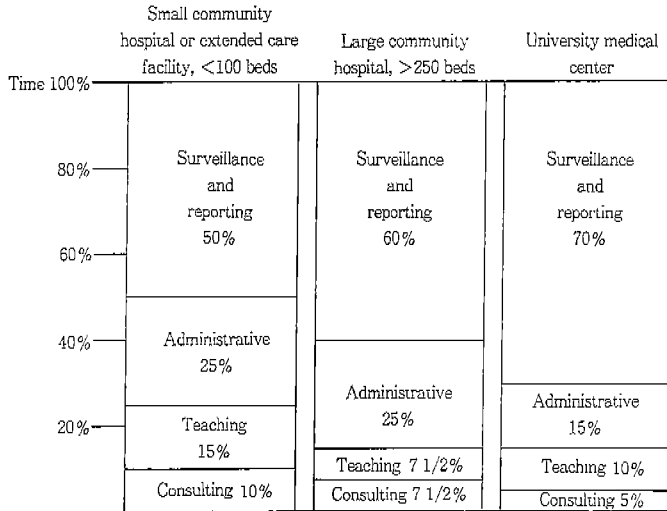 Small community
hospital or extended care
facility, <100 beds
Large community
hospital, >250 beds
University medical
center
Time 100%
80%
60%
40%
20%
Surveillance
and
reporting
50%
Administrative
25%
Teaching
15%
Consulting 10%
Surveillance
and
reporting
60%
Administrative
25%
Teaching 7 1/2%
Consulting 7 1/2%
Surveillance
and
reporting
70%
Administrative
15%
Teaching 10%
Consulting 5%